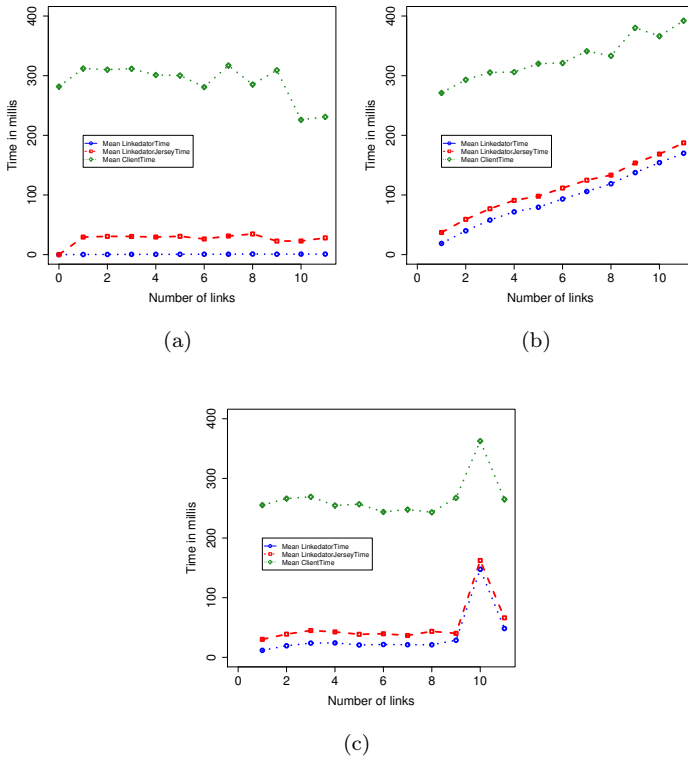 400
300
200
100
0
Time in millis
Mean LinkedatorTime
Mean LinkedatorJerseyTime
Mean ClientTime
0 2 4 6 8 10
Number of links
(a)
400
300
200
100
0
Time in millis
Mean LinkedatorTime
Mean LinkedatorJerseyTime
Mean ClientTime
0 2 4 6 8 10
Number of links
(b)
400
300
200
100
0
Time in millis
Mean LinkedatorTime
Mean LinkedatorJerseyTime
Mean ClientTime
0 2 4 6 8 10
Number of links
(c)